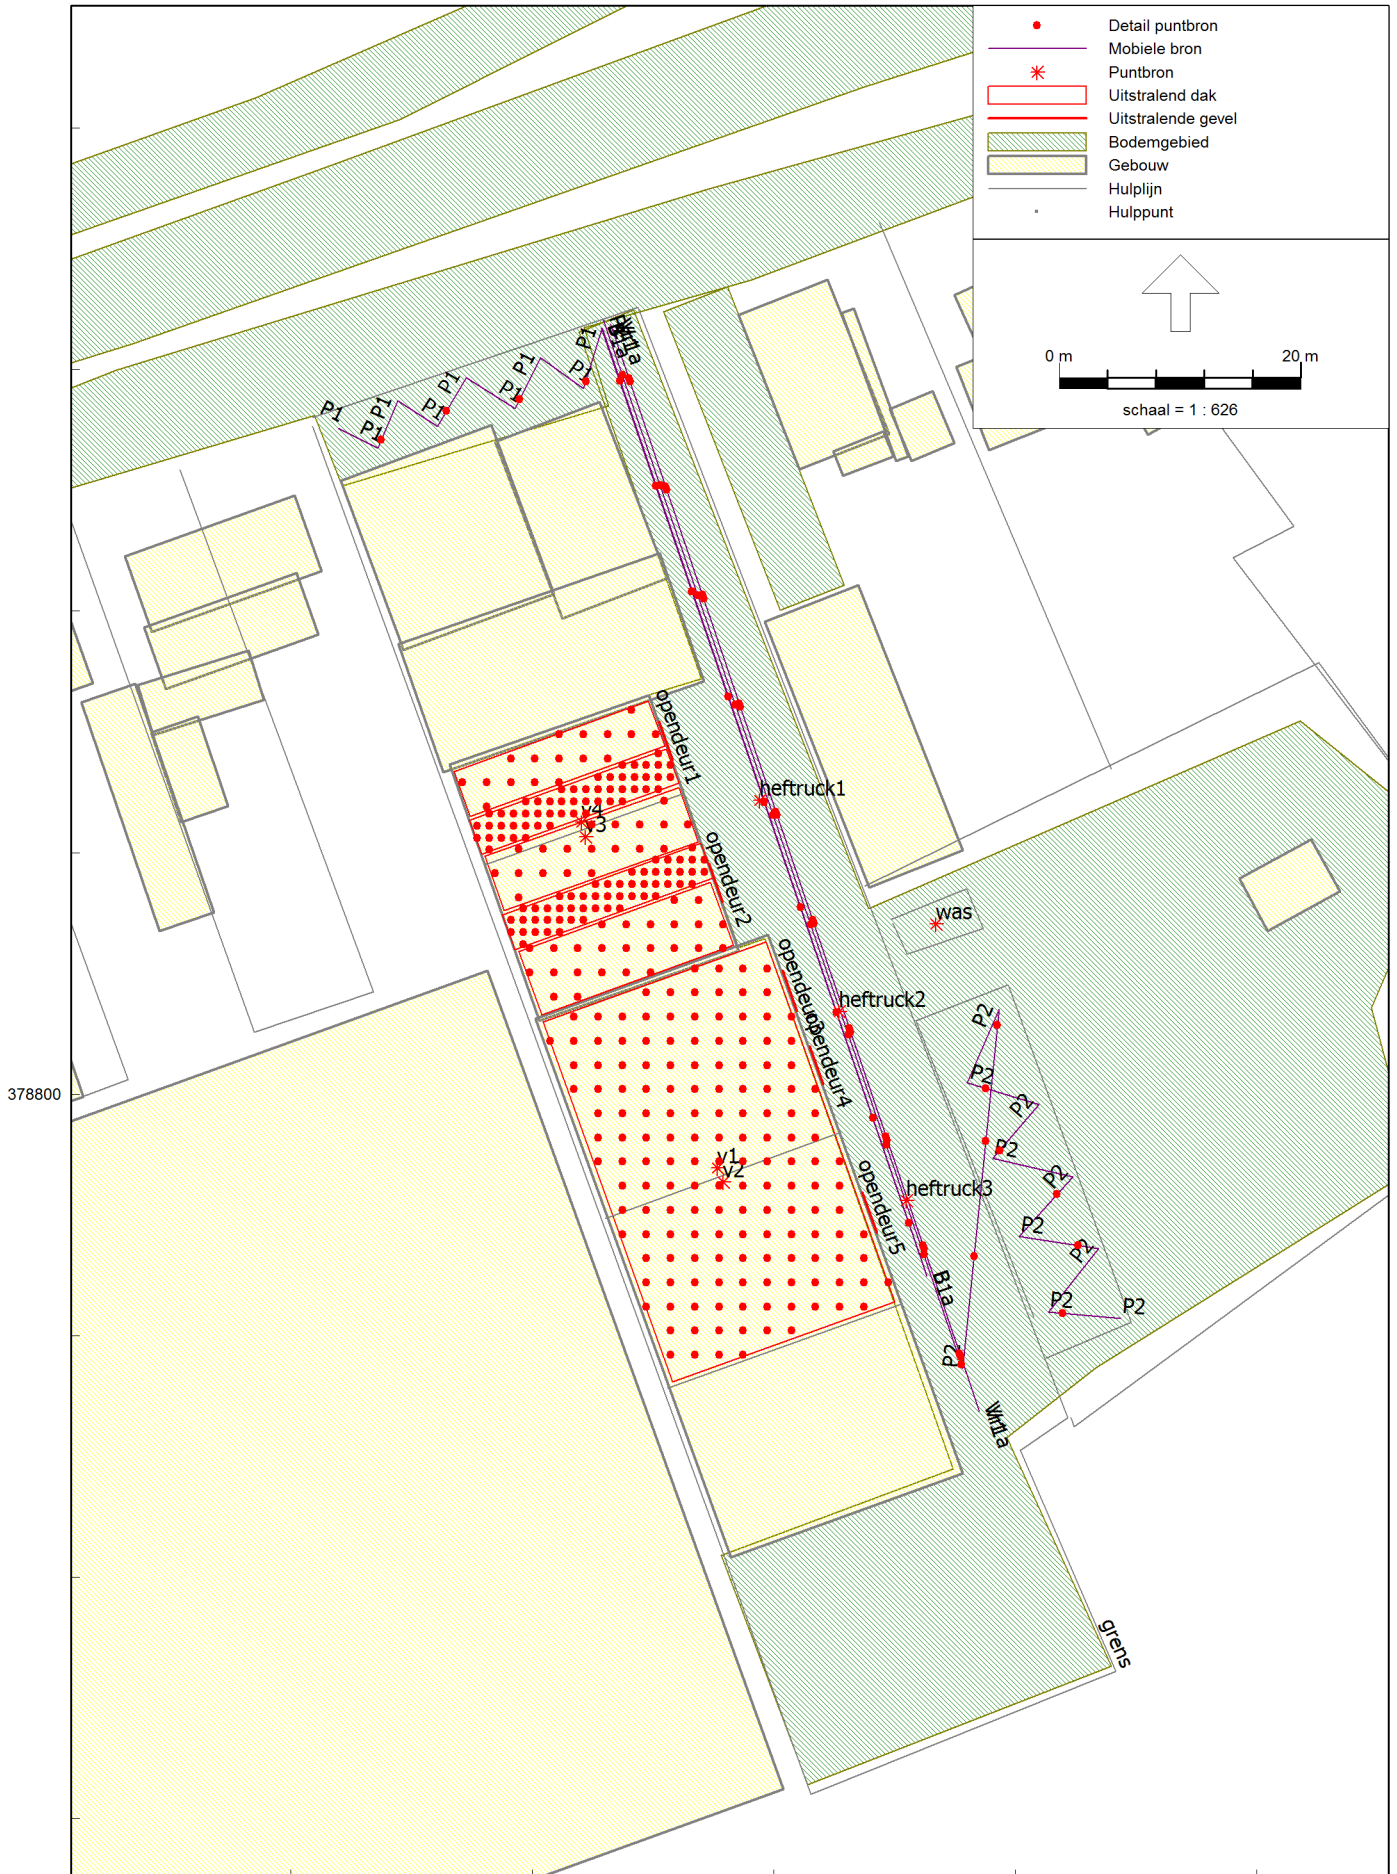 Detail puntbron
Mobiele bron
Puntbron
Uitstralend dak
Uitstralende gevel
Bodemgebied
Gebouw
Hulplijn
Hulppunt
0 m 20 m
schaal = 1 : 626
P1
P1
P1
P1
P1
P1
P1
P1
P1
opendeur1
heftruck1
v4
v3
opendeur2
was
opendeur3
heftruck2
opendeur4
P2
P2
P2
P2
378800
v1
v2
opendeur5
heftruck3
P2
P2
P2
B1a
P2
P2
P2
grens